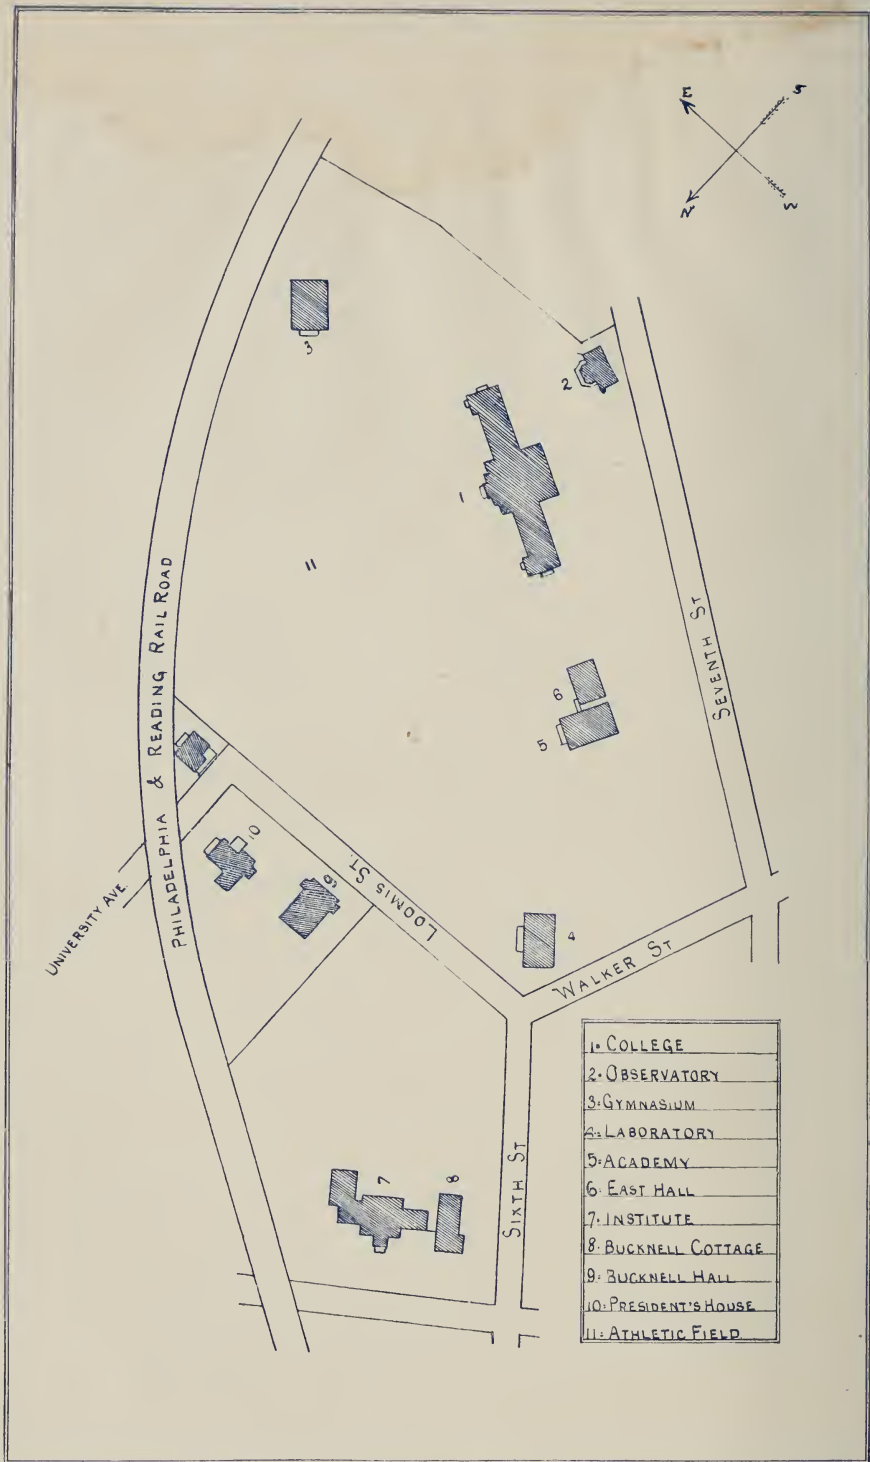 E
S
N
W
3
2
1
11
6
5
10
9
4
7
8
PHILADELPHIA & READING RAIL ROAD
SEVENTH ST
UNIVERSITY AVE.
LOOMIS ST.
WALKER ST
SIXTH ST
1. COLLEGE
2. OBSERVATORY
3. GYMNASIUM
4. LABORATORY
5. ACADEMY
6. EAST HALL
7. INSTITUTE
8. BUCKNELL COTTAGE
9. BUCKNELL HALL
10. PRESIDENT'S HOUSE
11. ATHLETIC FIELD